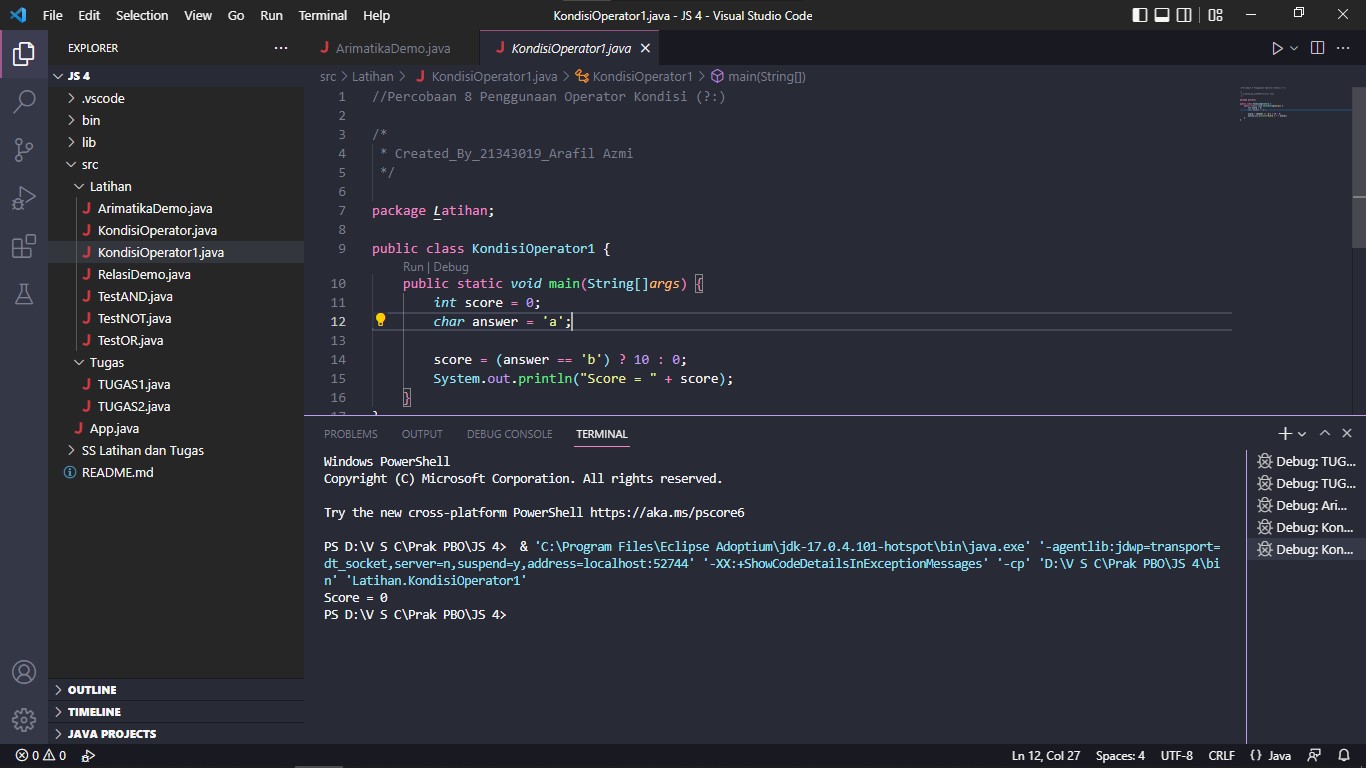 File Edit Selection View Go Run Terminal Help KondisiOperator1.java - JS 4 - Visual Studio Code
EXPLORER
JS 4
.vscode
bin
lib
src
Latihan
ArimatikaDemo.java
KondisiOperator.java
KondisiOperator1.java
RelasiDemo.java
TestAND.java
TestNOT.java
TestOR.java
Tugas
TUGAS1.java
TUGAS2.java
App.java
SS Latihan dan Tugas
README.md
OUTLINE
TIMELINE
JAVA PROJECTS
ArimatikaDemo.java KondisiOperator1.java
src > Latihan > KondisiOperator1.java > KondisiOperator1 > main(String[])
1 //Percobaan 8 Penggunaan Operator Kondisi (?:)
2
3 /*
4 * Created_By_21343019_Arafil Azmi
5 */
6
7 package Latihan;
8
9 public class KondisiOperator1 {
Run | Debug
10 public static void main(String[]args) {
11 int score = 0;
12 char answer = 'a';
13
14 score = (answer == 'b') ? 10 : 0;
15 System.out.println("Score = " + score);
16 }
17 }
PROBLEMS OUTPUT DEBUG CONSOLE TERMINAL
Windows PowerShell
Copyright (C) Microsoft Corporation. All rights reserved.
Try the new cross-platform PowerShell https://aka.ms/pscore6
PS D:\V S C\Prak PBO\JS 4> & 'C:\Program Files\Eclipse Adoptium\jdk-17.0.4.101-hotspot\bin\java.exe' '-agentlib:jdwp=transport=
dt_socket,server=n,suspend=y,address=localhost:52744' '-XX:+ShowCodeDetailsInExceptionMessages' '-cp' 'D:\V S C\Prak PBO\JS 4\bi
n' 'Latihan.KondisiOperator1'
Score = 0
PS D:\V S C\Prak PBO\JS 4>
Debug: TUG...
Debug: TUG...
Debug: Ari...
Debug: Kon...
Debug: Kon...
0 0 Ln 12, Col 27 Spaces: 4 UTF-8 CRLF {} Java